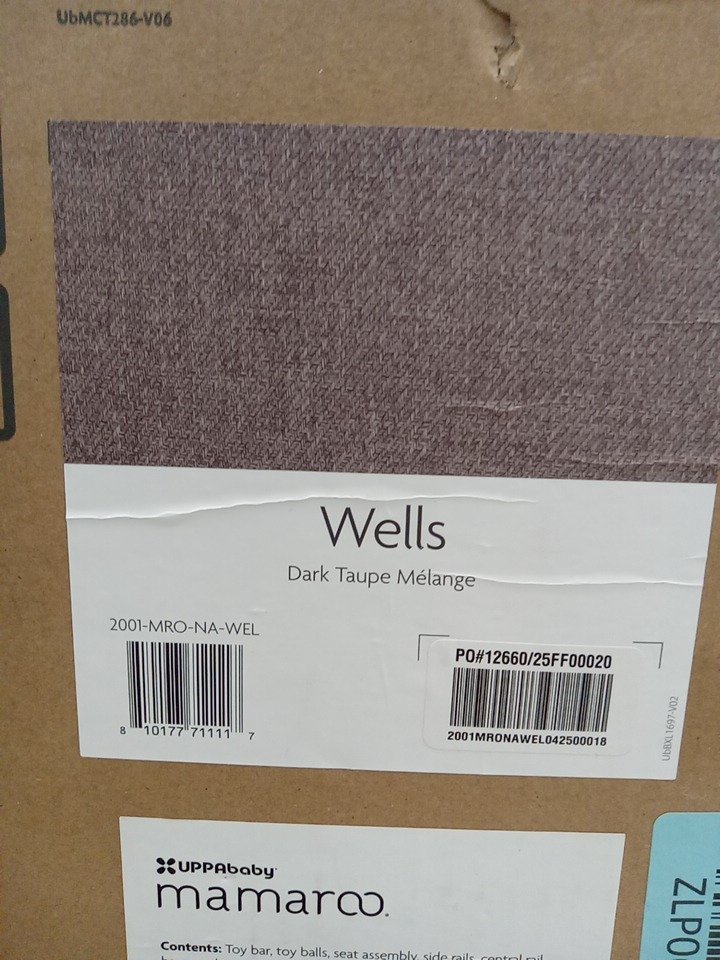 UbMCT286-V06
Wells
Dark Taupe Mélange
2001-MRO-NA-WEL
8 10177 71111 7
PO#12660/25FF00020
2001MRONAWEL042500018
UbBXL1697-V02
UPPAbaby
mamaroo.
Contents: Toy bar, toy balls, seat assembly, side rails, central rail
ZLP0